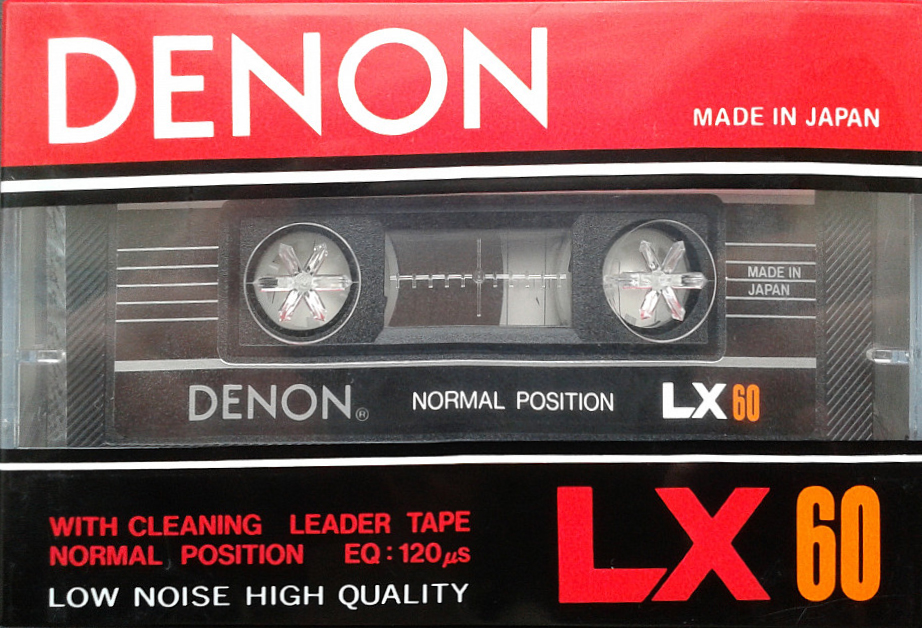 DENON
MADE IN JAPAN
MADE IN
JAPAN
DENON® NORMAL POSITION LX 60
WITH CLEANING LEADER TAPE
NORMAL POSITION EQ : 120μs
LOW NOISE HIGH QUALITY
LX 60